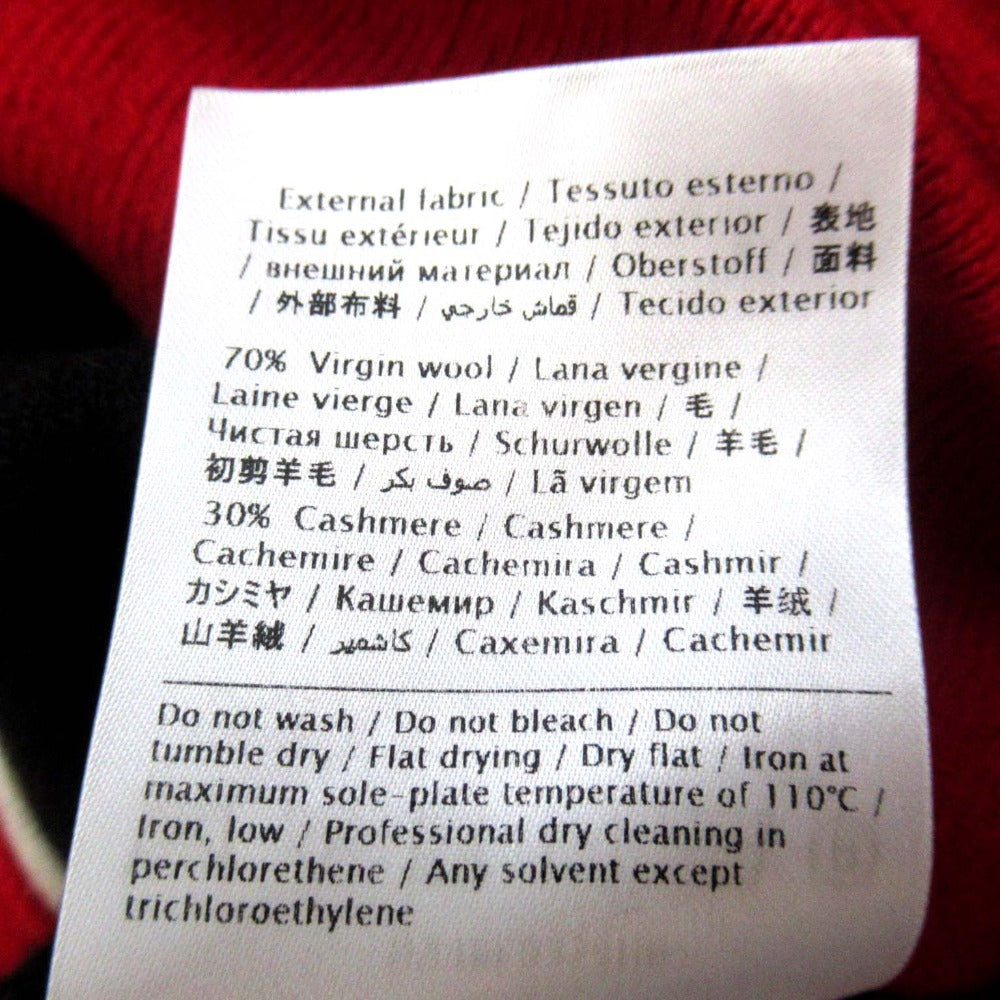 External fabric / Tessuto esterno /
Tissu extérieur / Tejido exterior / 表地
/ внешний материал / Oberstoff / 面料
/ 外部布料 / قماش خارجي / Tecido exterior
70% Virgin wool / Lana vergine /
Laine vierge / Lana virgen / 毛 /
Чистая шерсть / Schurwolle / 羊毛 /
初剪羊毛 / صوف بكر / Lã virgem
30% Cashmere / Cashmere /
Cachemire / Cachemira / Cashmir /
カシミヤ / Кашемир / Kaschmir / 羊绒 /
山羊絨 / كاشمير / Caxemira / Cachemir
Do not wash / Do not bleach / Do not
tumble dry / Flat drying / Dry flat / Iron at
maximum sole-plate temperature of 110°C /
Iron, low / Professional dry cleaning in
perchlorethene / Any solvent except
trichloroethylene